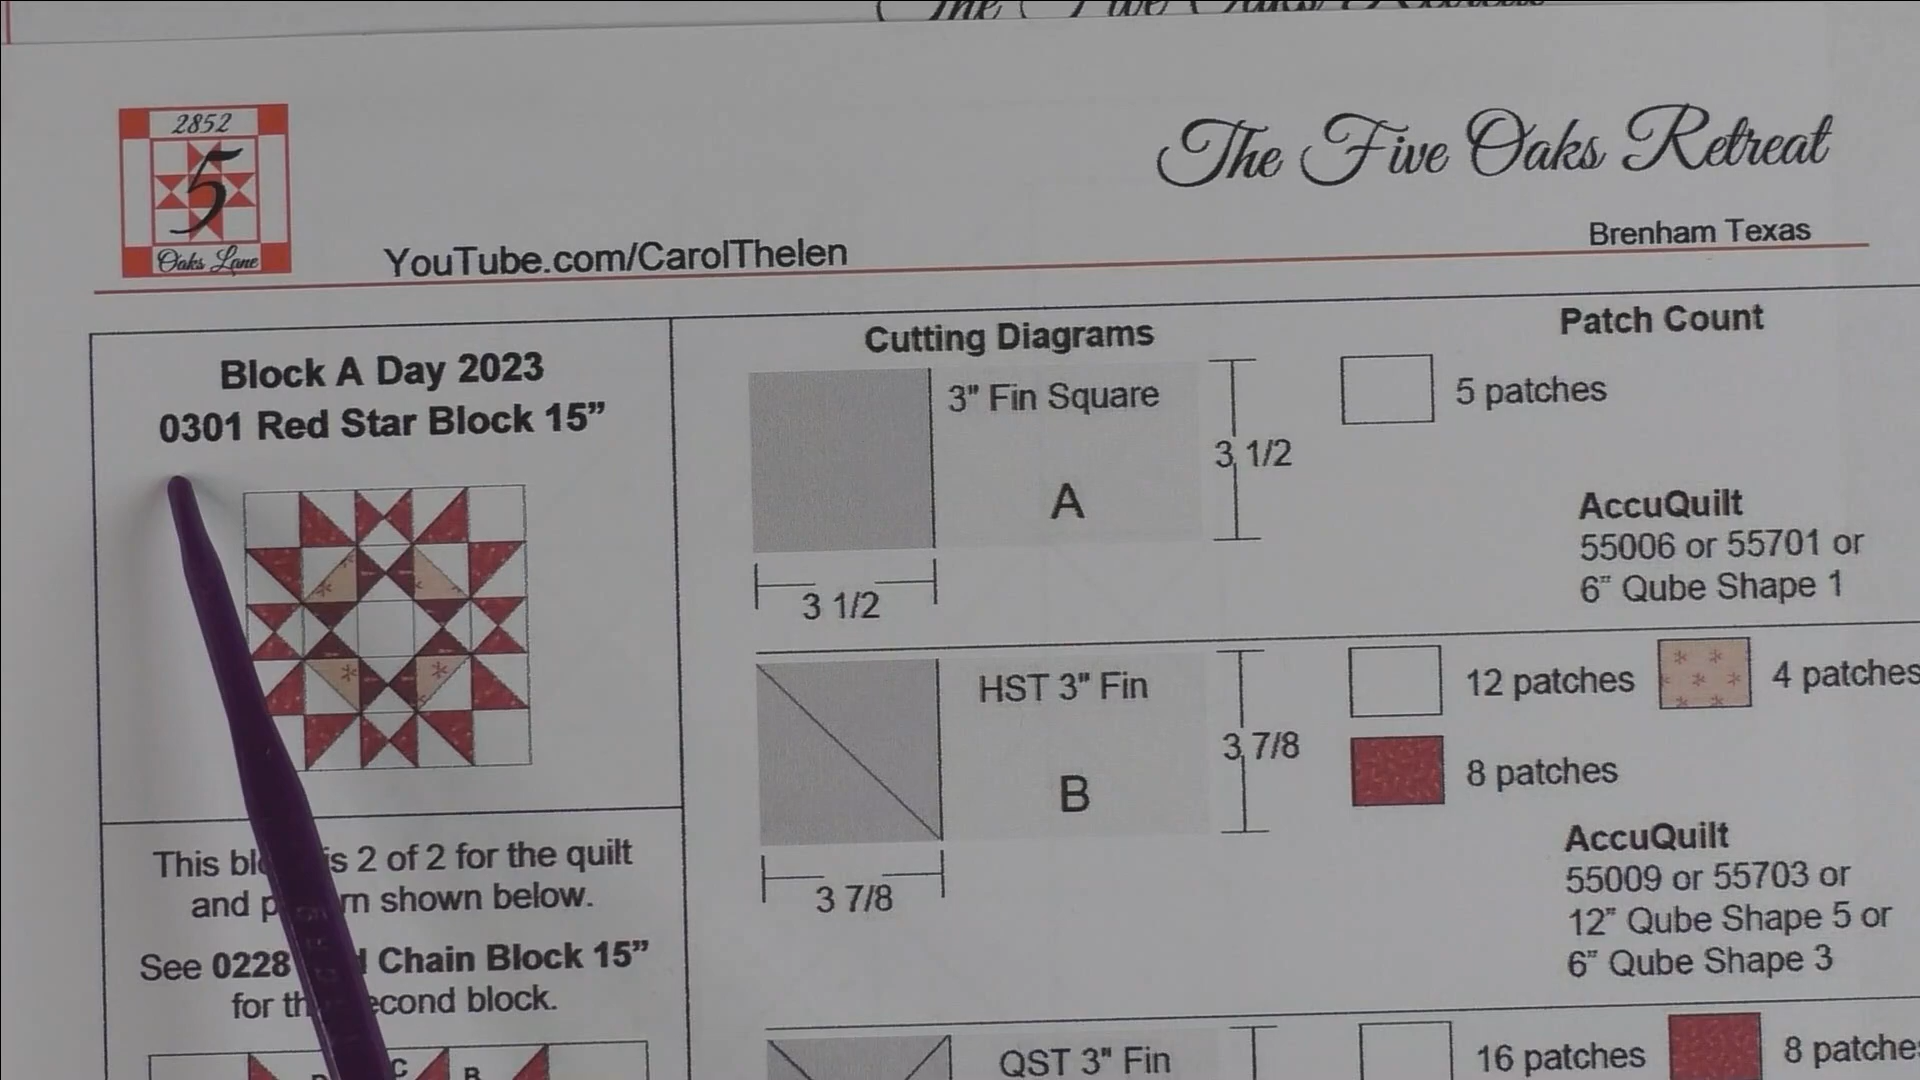 The Five Oaks Retreat
2852
5
Oaks Lane
The Five Oaks Retreat
YouTube.com/CarolThelen
Brenham Texas
Block A Day 2023
0301 Red Star Block 15”
This is 2 of 2 for the quilt
and shown below.
See 0228 Chain Block 15”
for block.
C
B
Cutting Diagrams
Patch Count
3" Fin Square
A
3 1/2
3 1/2
5 patches
AccuQuilt
55006 or 55701 or
6” Qube Shape 1
HST 3" Fin
B
3 7/8
3 7/8
12 patches
4 patches
8 patches
AccuQuilt
55009 or 55703 or
12” Qube Shape 5 or
6” Qube Shape 3
QST 3" Fin
16 patches
8 patche